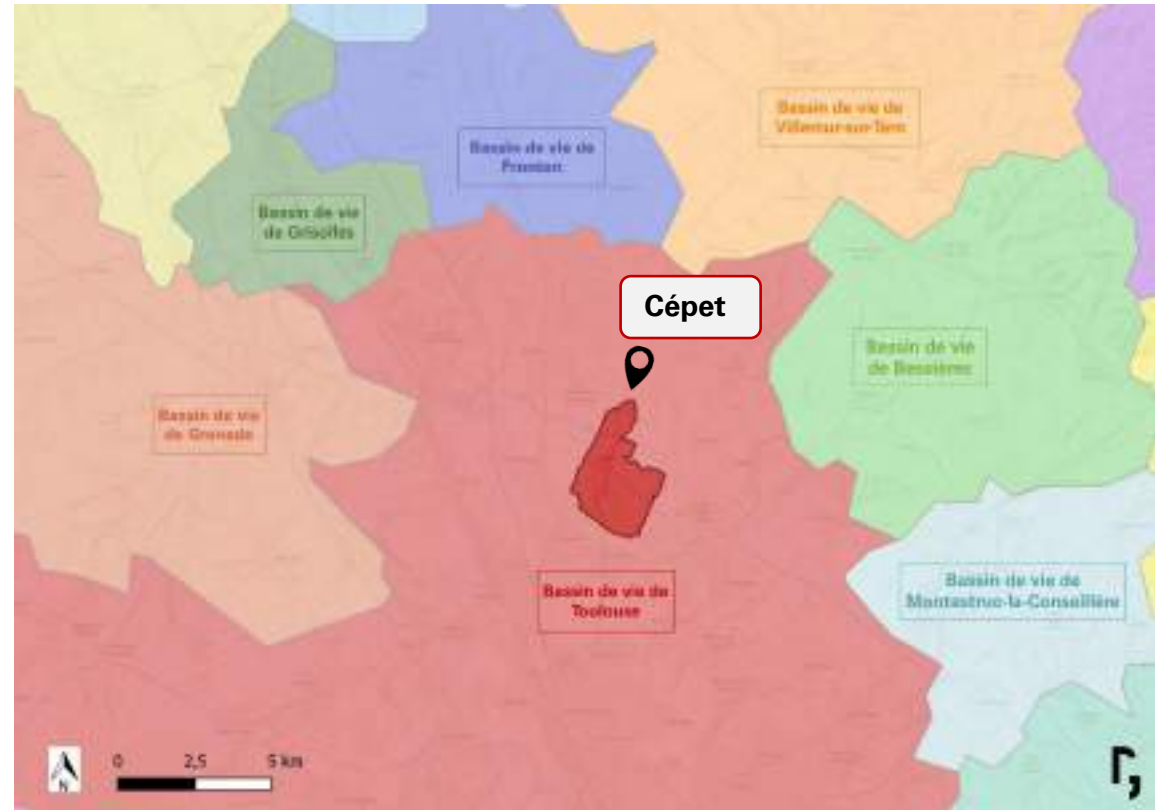 Bassin de vie de
Villemur-sur-Tarn
Bassin de vie de
Fronton
Bassin de vie
de Grisolles
Cépet
Bassin de vie
de Bessières
Bassin de vie
de Grenade
Bassin de vie de
Toulouse
Bassin de vie de
Montastruc-la-Conseillère
0 2,5 5 km
N